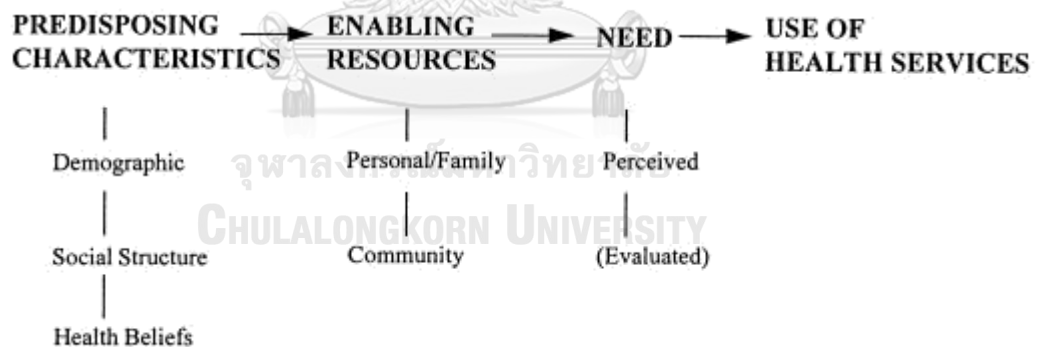 PREDISPOSING CHARACTERISTICS
ENABLING RESOURCES
NEED
USE OF HEALTH SERVICES
Demographic
Personal/Family
Perceived
จุฬาลงกรณ์มหาวิทยาลัย
CHULALONGKORN UNIVERSITY
Social Structure
Community
(Evaluated)
Health Beliefs